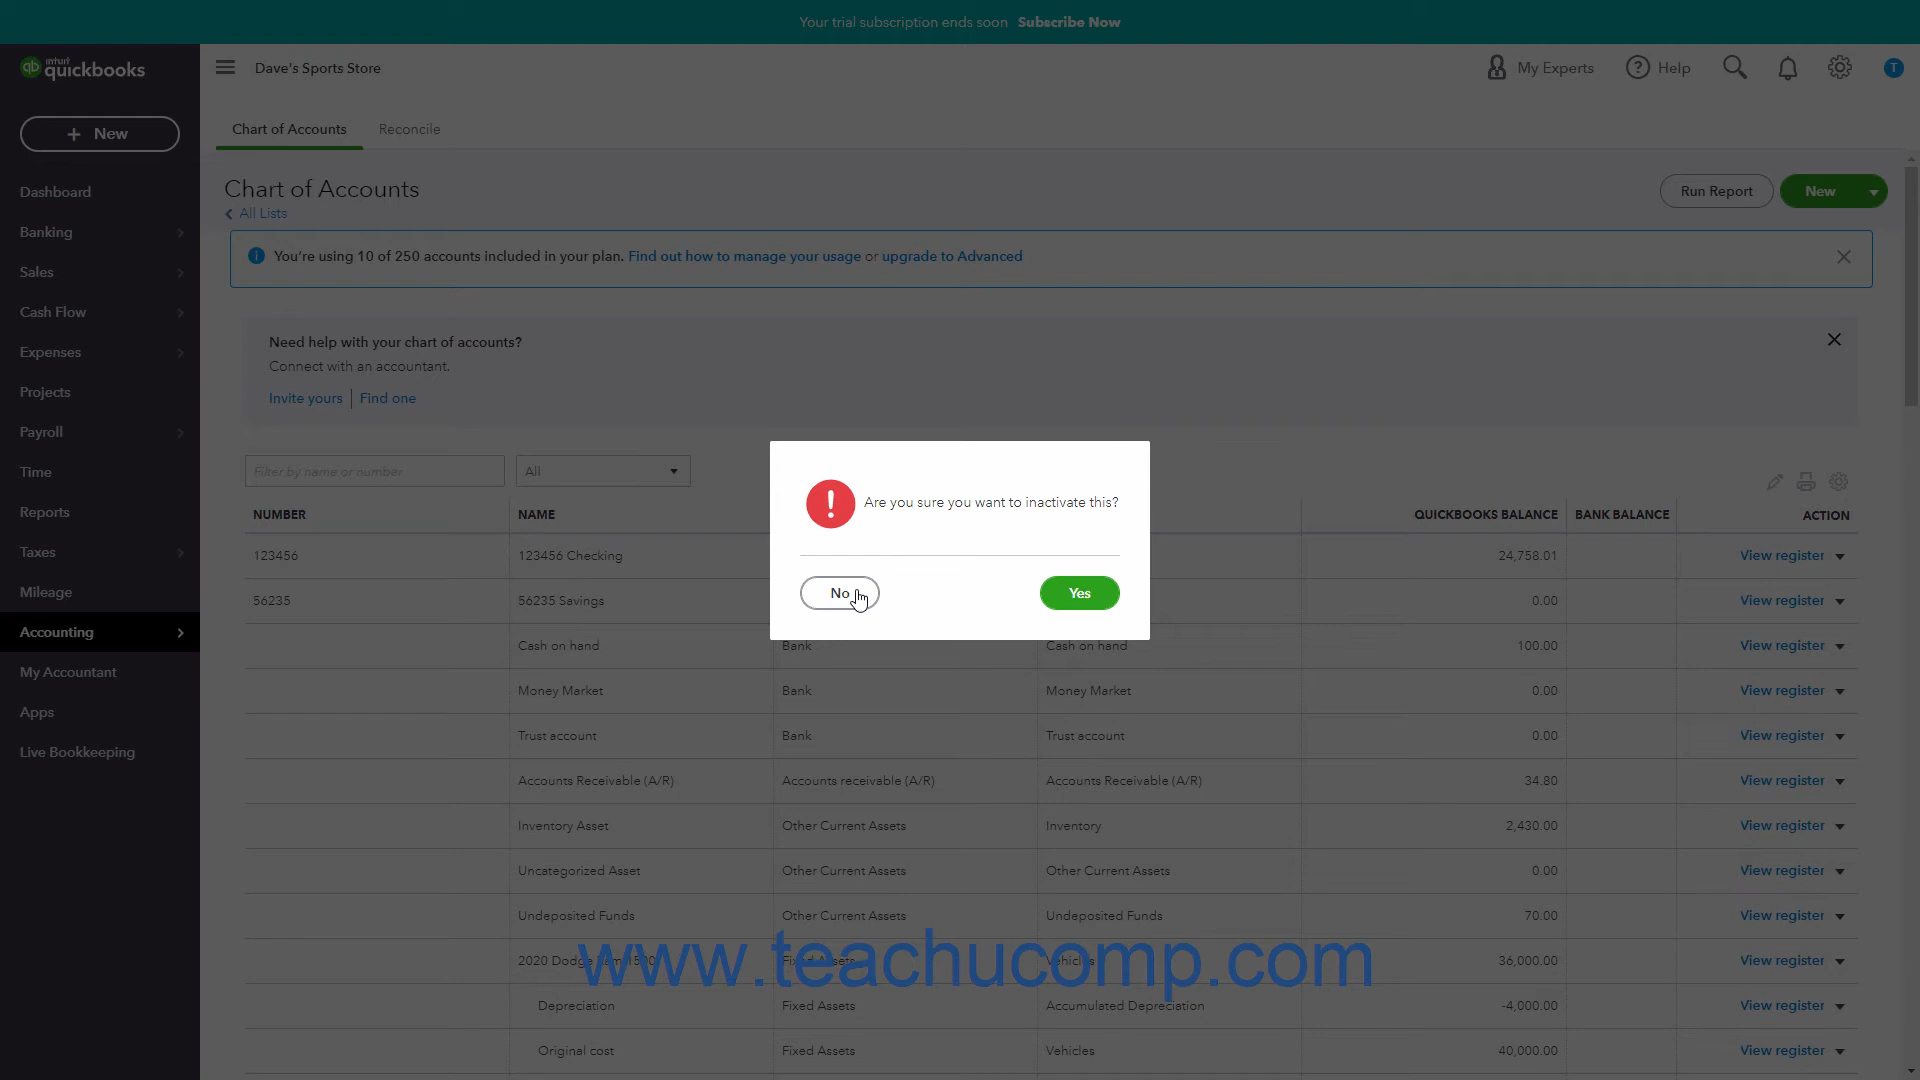 Your trial subscription ends soon Subscribe Now
intuit quickbooks
Dave's Sports Store
My Experts
Help
T
+ New
Chart of Accounts
Reconcile
Dashboard
Banking
Sales
Cash Flow
Expenses
Projects
Payroll
Time
Reports
Taxes
Mileage
Accounting
My Accountant
Apps
Live Bookkeeping
Chart of Accounts
All Lists
Run Report
New
You're using 10 of 250 accounts included in your plan. Find out how to manage your usage or upgrade to Advanced
Need help with your chart of accounts?
Connect with an accountant.
Invite yours | Find one
Filter by name or number
All
Are you sure you want to inactivate this?
No
Yes
NUMBER NAME QUICKBOOKS BALANCE BANK BALANCE ACTION
123456 123456 Checking 24,758.01 View register
56235 56235 Savings 0.00 View register
Cash on hand Bank Cash on hand 100.00 View register
Money Market Bank Money Market 0.00 View register
Trust account Bank Trust account 0.00 View register
Accounts Receivable (A/R) Accounts receivable (A/R) Accounts Receivable (A/R) 34.80 View register
Inventory Asset Other Current Assets Inventory 2,430.00 View register
Uncategorized Asset Other Current Assets Other Current Assets 0.00 View register
Undeposited Funds Other Current Assets Undeposited Funds 70.00 View register
2020 Dodge Ram 1500 Fixed Assets Vehicles 36,000.00 View register
www.teachucomp.com
Depreciation Fixed Assets Accumulated Depreciation -4,000.00 View register
Original cost Fixed Assets Vehicles 40,000.00 View register